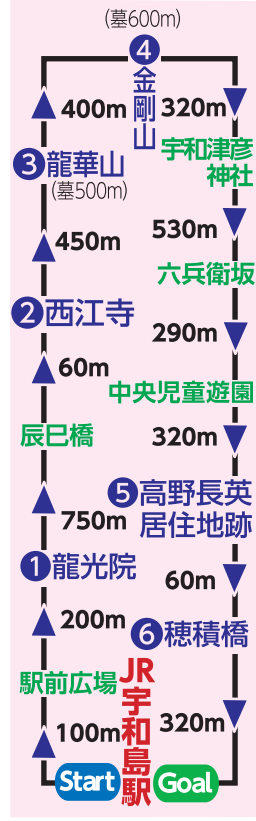 (墓600m)
④金剛山
400m
320m
③龍華山
(墓500m)
宇和津彦
神社
450m
530m
六兵衛坂
②西江寺
290m
60m
中央児童遊園
辰巳橋
320m
⑤高野長英
居住地跡
750m
①龍光院
60m
200m
⑥穂積橋
駅前広場
JR宇和島駅
320m
100m
Start
Goal